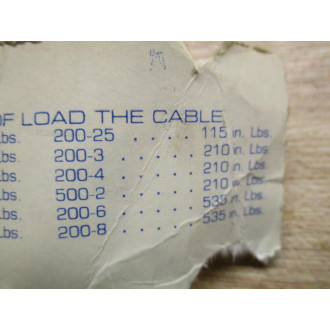 OF LOAD THE CABLE
Lbs. 200-25 . . . . . 115 in. Lbs.
Lbs. 200-3 . . . . . 210 in. Lbs.
Lbs. 200-4 . . . . . 210 in. Lbs.
Lbs. 500-2 . . . . . 210 in. Lbs.
Lbs. 200-6 . . . . . 535 in. Lbs.
Lbs. 200-8 . . . . . 535 in. Lbs.